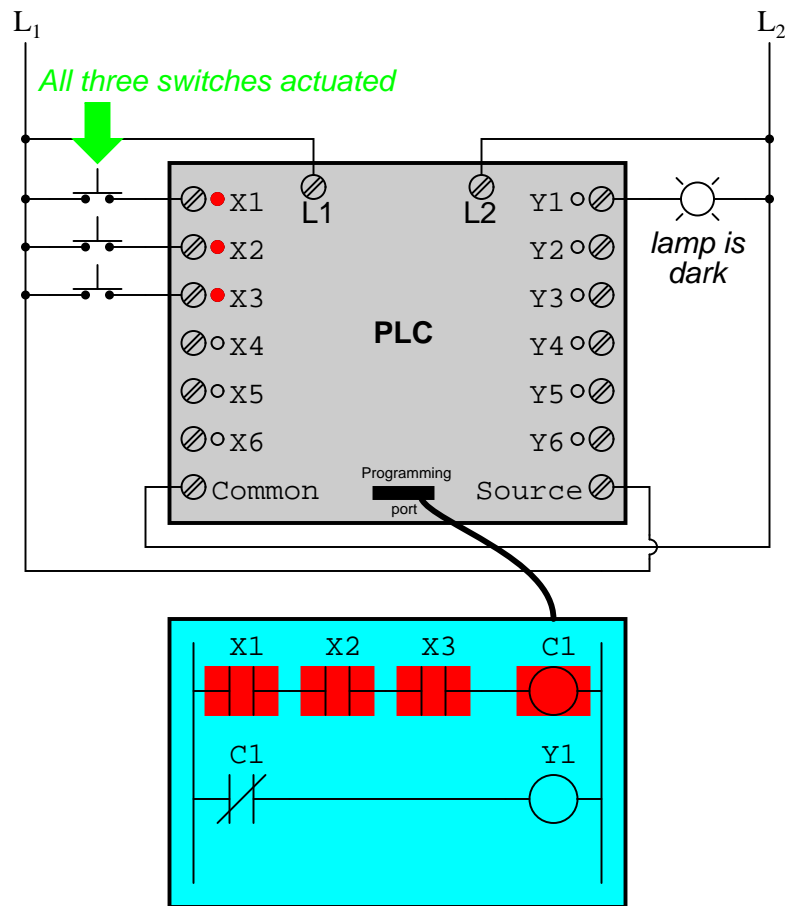 L1 L2
All three switches actuated
X1 L1 L2 Y1
lamp is
dark
X2 Y2
X3 PLC Y3
X4 Y4
X5 Y5
X6 Y6
Common Programming
port Source
X1 X2 X3 C1
C1 Y1